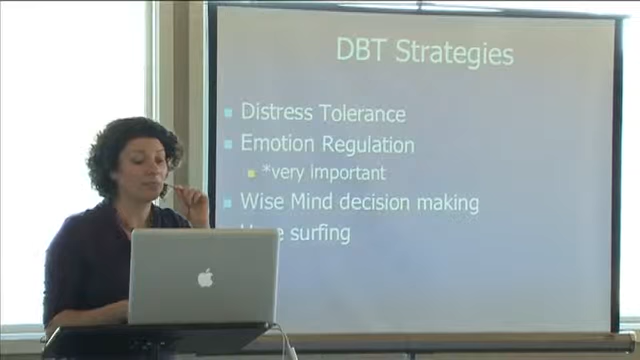 DBT Strategies
Distress Tolerance
Emotion Regulation
*very important
Wise Mind decision making
surfing